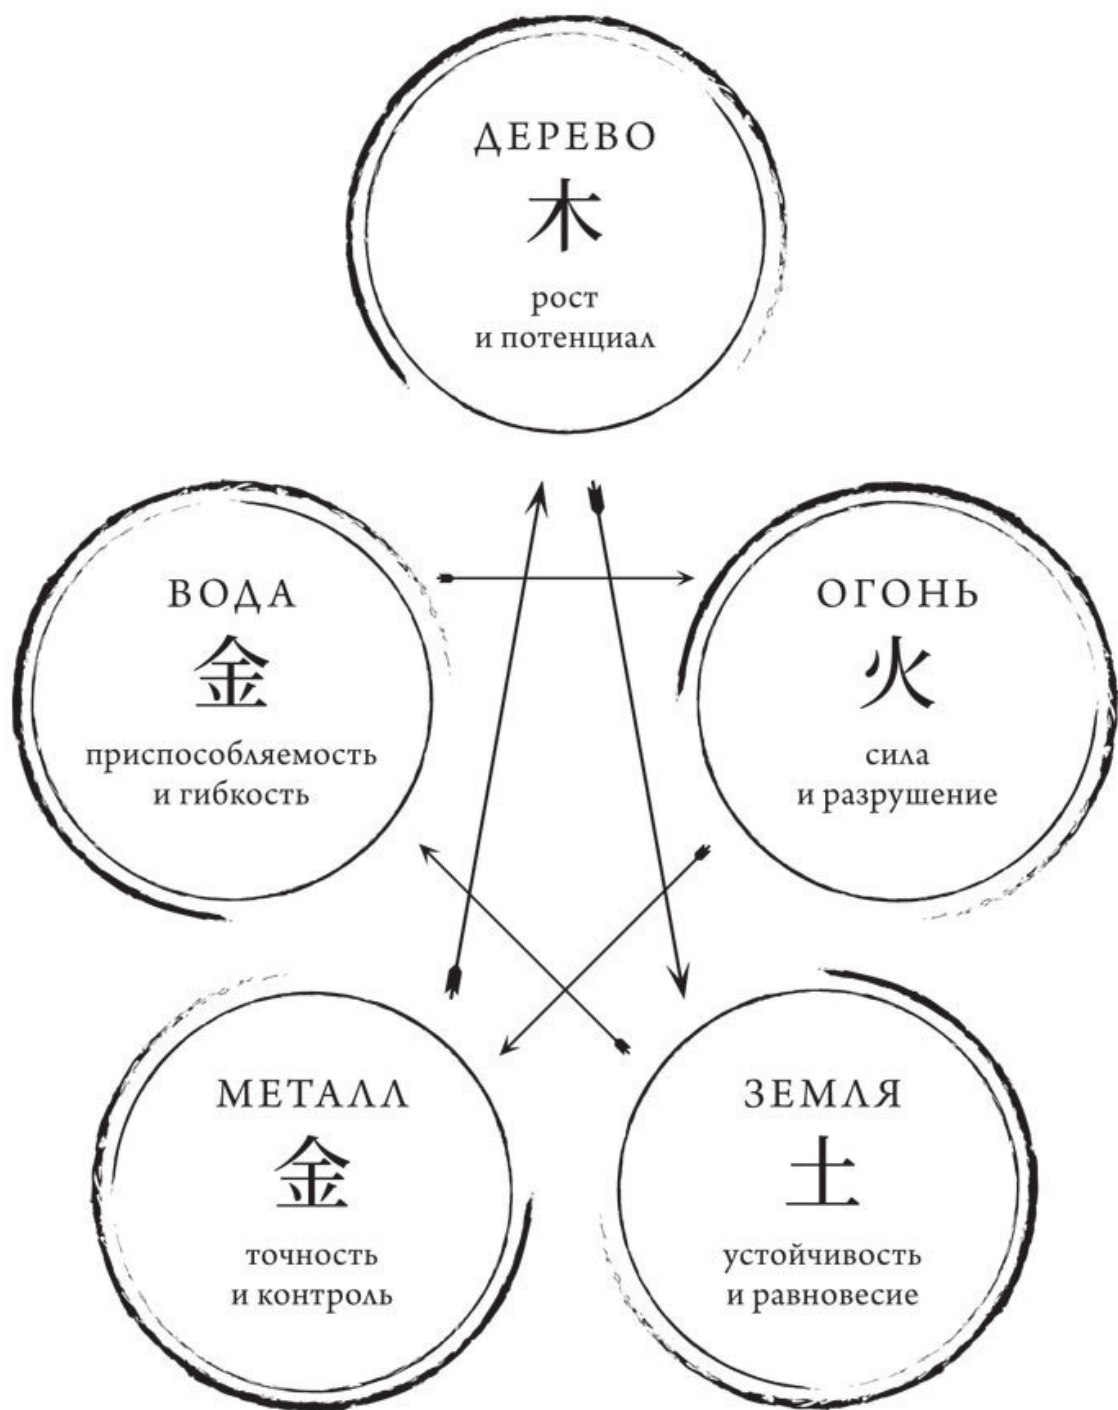 ДЕРЕВО
木
рост
и потенциал
ВОДА
金
приспособляемость
и гибкость
ОГОНЬ
火
сила
и разрушение
МЕТАЛЛ
金
точность
и контроль
ЗЕМЛЯ
土
устойчивость
и равновесие